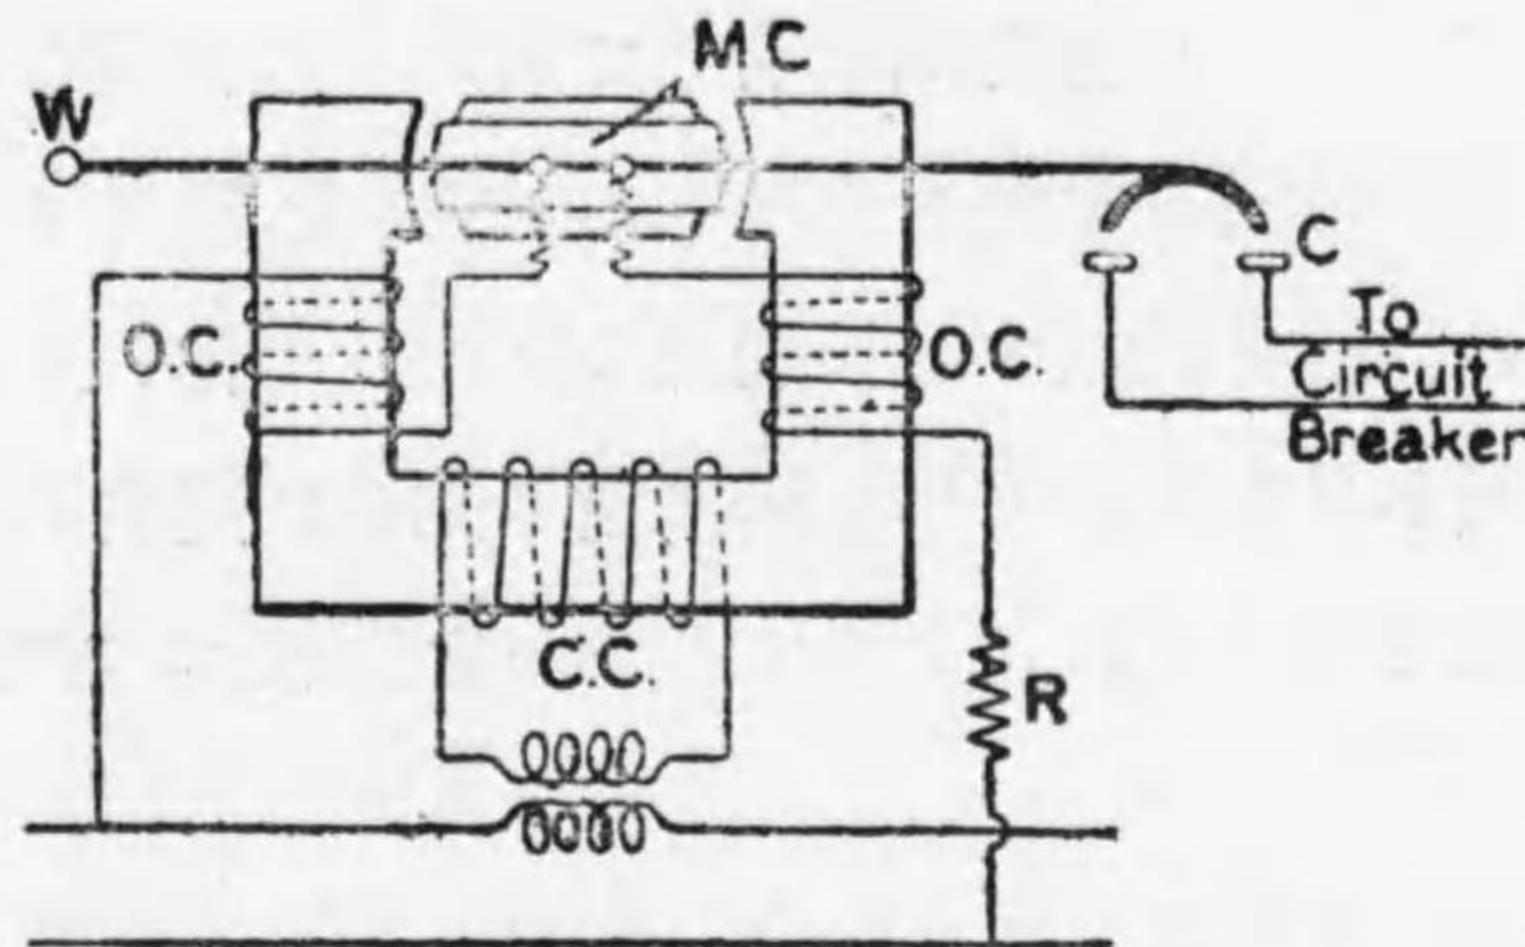 M C
W
C
To
O.C.
O.C.
Circuit
Breaker
C.C.
R